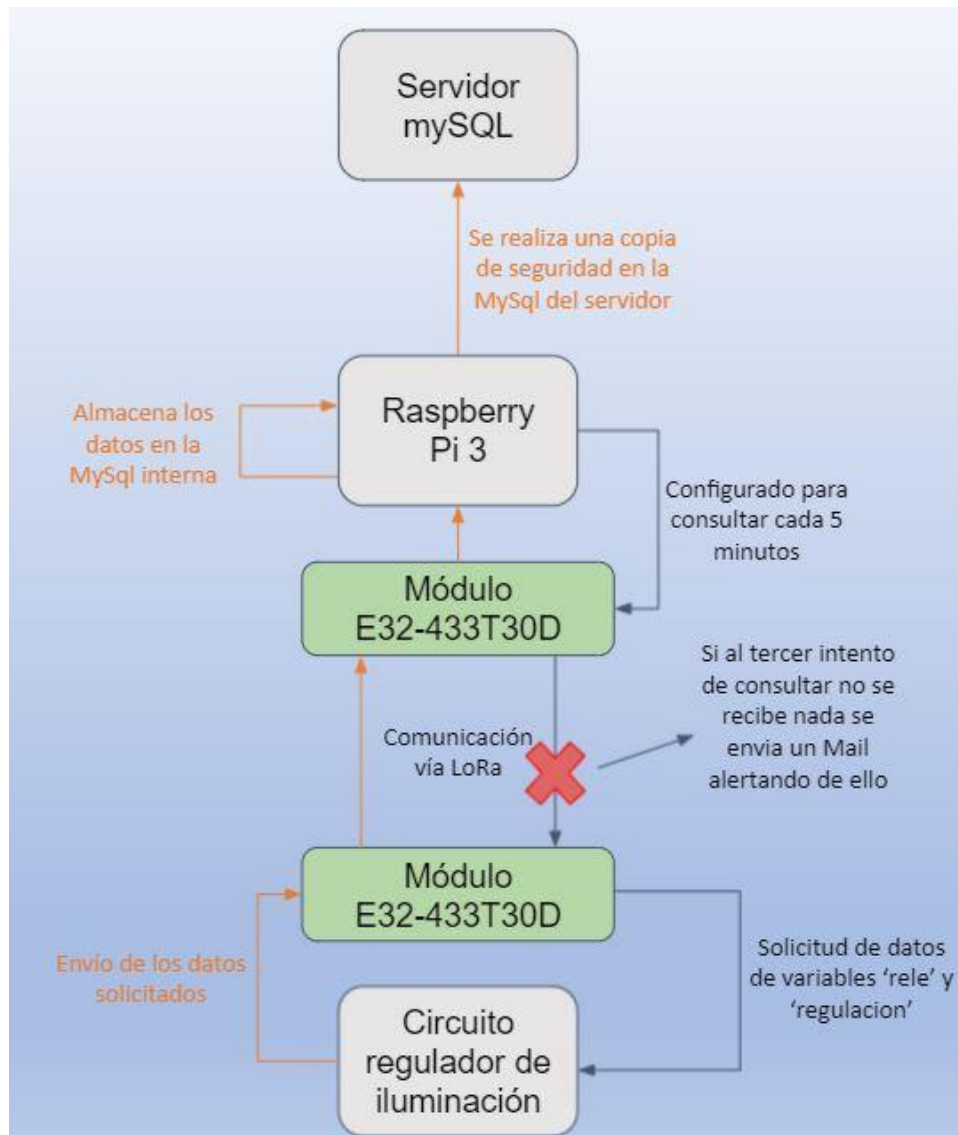 Servidor
mySQL
Se realiza una copia
de seguridad en la
MySql del servidor
Almacena los
datos en la
MySql interna
Raspberry
Pi 3
Configurado para
consultar cada 5
minutos
Módulo
E32-433T30D
Si al tercer intento
de consultar no se
recibe nada se
envia un Mail
alertando de ello
Comunicación
vía LoRa
Módulo
E32-433T30D
Envío de los datos
solicitados
Solicitud de datos
de variables ‘rele’ y
‘regulacion’
Circuito
regulador de
iluminación